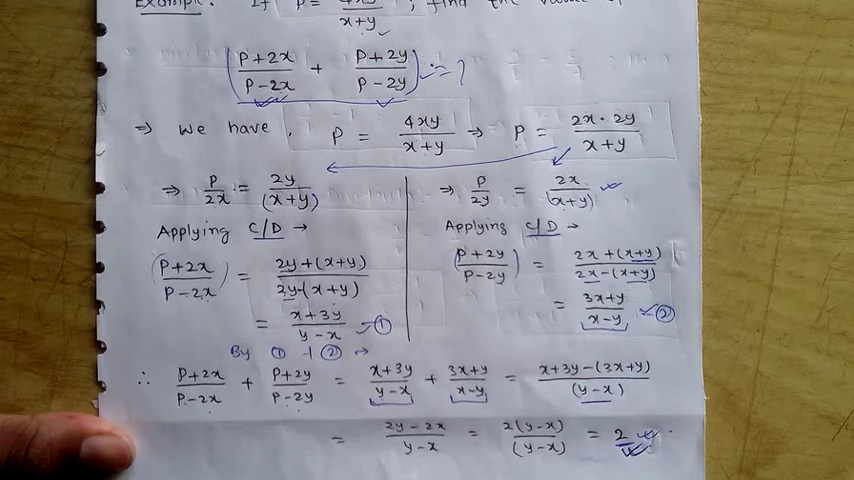 Example : If P = 4xy/(x+y) , find the value of
((P+2x)/(P-2x) + (P+2y)/(P-2y)) = ?
⇒ we have, P = 4xy/(x+y) ⇒ P = 2x·2y/(x+y)
⇒ P/2x = 2y/(x+y)
Applying C/D →
((P+2x)/(P-2x)) = (2y+(x+y))/(2y-(x+y))
= (x+3y)/(y-x) - ①
⇒ P/2y = 2x/(x+y)
Applying C/D →
((P+2y)/(P-2y)) = (2x+(x+y))/(2x-(x+y))
= (3x+y)/(x-y) ②
By ① + ② →
∴ (P+2x)/(P-2x) + (P+2y)/(P-2y) = (x+3y)/(y-x) + (3x+y)/(x-y) = (x+3y-(3x+y))/(y-x)
= (2y-2x)/(y-x) = 2(y-x)/(y-x) = 2